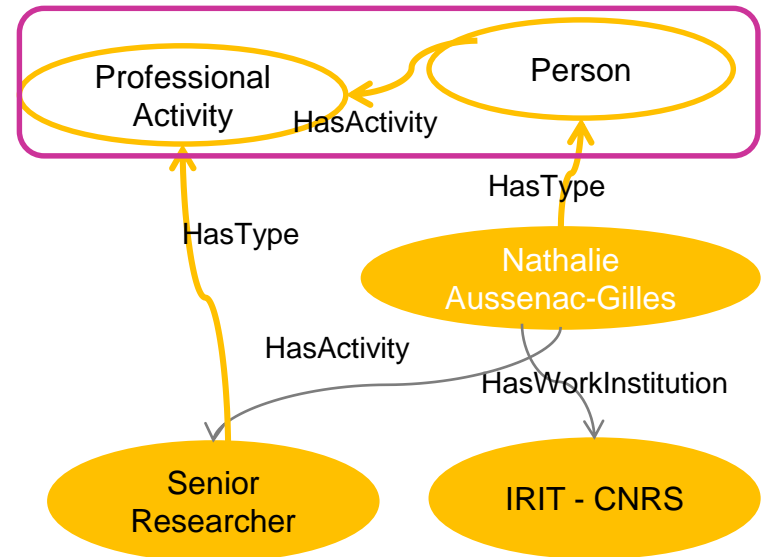 Professional
Activity
Person
HasActivity
HasType
HasType
Nathalie
Aussenac-Gilles
HasActivity
HasWorkInstitution
Senior
Researcher
IRIT - CNRS